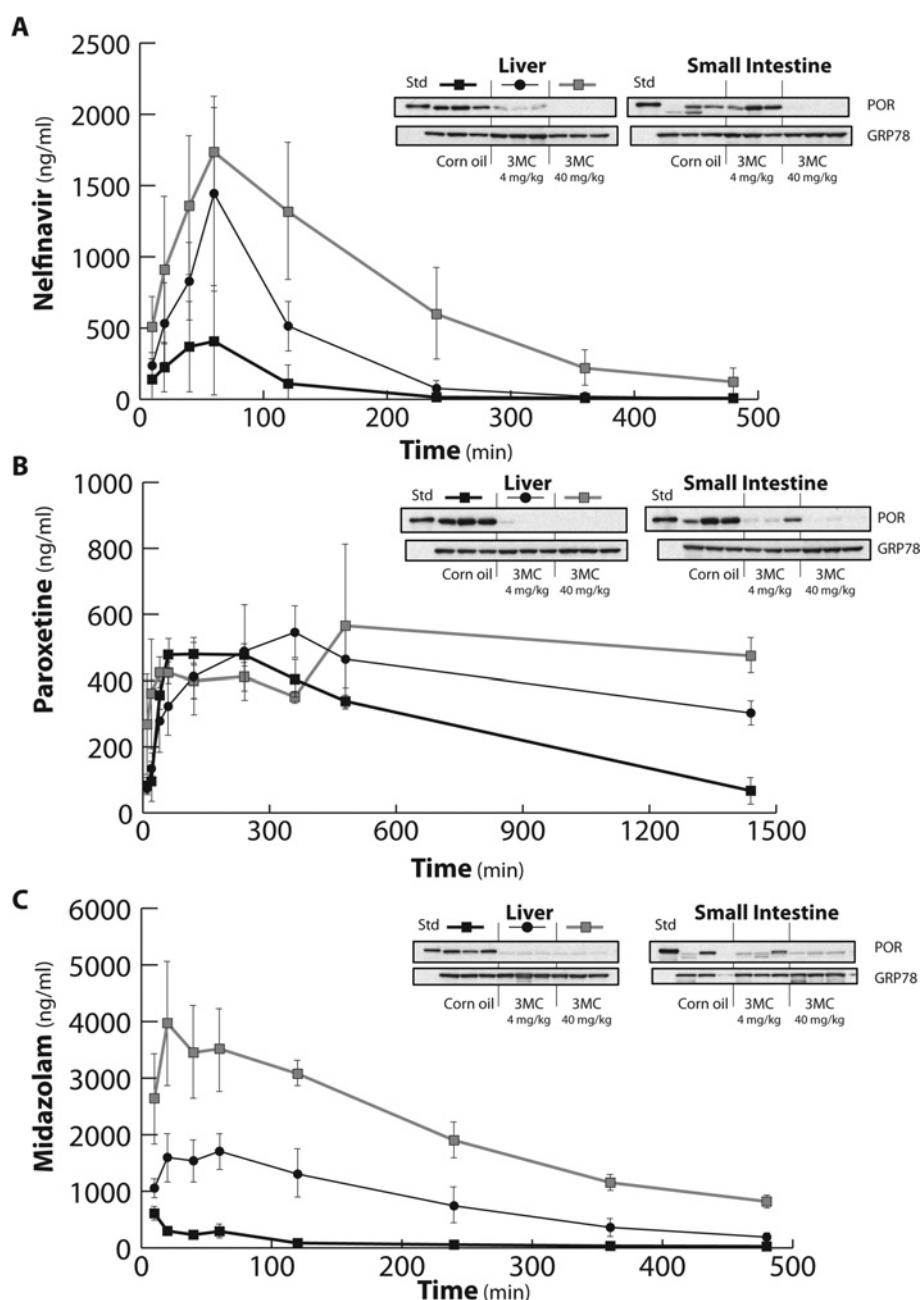 A
Nelfinavir (ng/ml)
2500
2000
1500
1000
500
0
0
100
200
300
400
500
Time (min)
Liver
Small Intestine
Std
Std
POR
GRP78
Corn oil
3MC
4 mg/kg
3MC
40 mg/kg
Corn oil
3MC
4 mg/kg
3MC
40 mg/kg
B
Paroxetine (ng/ml)
1000
800
600
400
200
0
0
300
600
900
1200
1500
Time (min)
Liver
Small Intestine
Std
Std
POR
GRP78
Corn oil
3MC
4 mg/kg
3MC
40 mg/kg
Corn oil
3MC
4 mg/kg
3MC
40 mg/kg
C
Midazolam (ng/ml)
6000
5000
4000
3000
2000
1000
0
0
100
200
300
400
500
Time (min)
Liver
Small Intestine
Std
Std
POR
GRP78
Corn oil
3MC
4 mg/kg
3MC
40 mg/kg
Corn oil
3MC
4 mg/kg
3MC
40 mg/kg